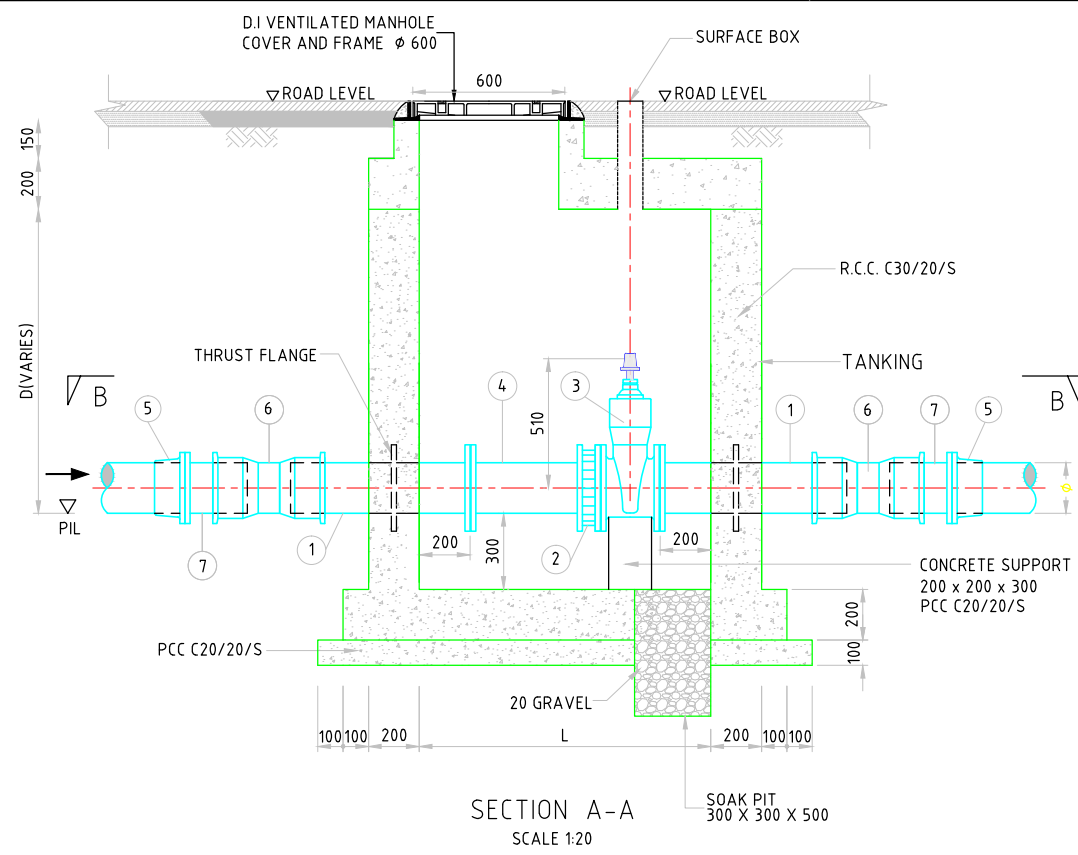 D.I VENTILATED MANHOLE
COVER AND FRAME Ø 600
SURFACE BOX
600
ROAD LEVEL
ROAD LEVEL
150
200
R.C.C. C30/20/S
D(VARIES)
THRUST FLANGE
TANKING
B
5
6
4
3
510
1
6
7
5
B
PIL
Ø
7
1
200
300
2
200
CONCRETE SUPPORT
200 x 200 x 300
PCC C20/20/S
200
100
PCC C20/20/S
20 GRAVEL
100
100
200
L
200
100
100
SOAK PIT
300 X 300 X 500
SECTION A-A
SCALE 1:20